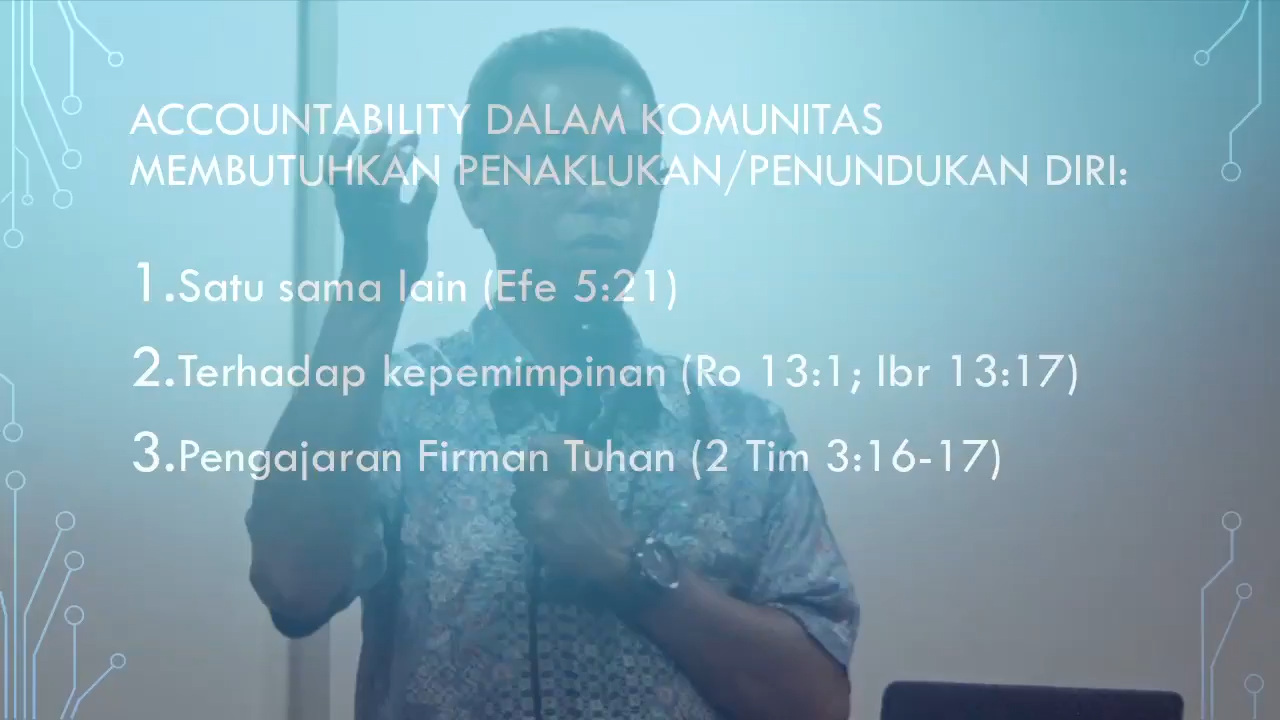 ACCOUNTABILITY DALAM KOMUNITAS
MEMBUTUHKAN PENAKLUKAN/PENUNDUKAN DIRI:
1.Satu sama lain (Efe 5:21)
2.Terhadap kepemimpinan (Ro 13:1; Ibr 13:17)
3.Pengajaran Firman Tuhan (2 Tim 3:16-17)